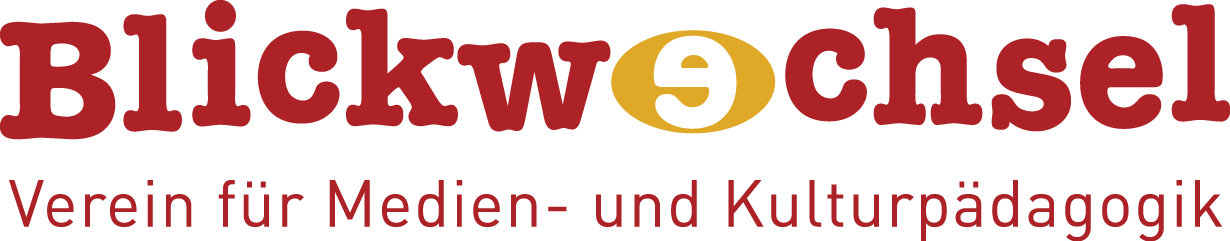 Blickwechsel
Verein für Medien- und Kulturpädagogik